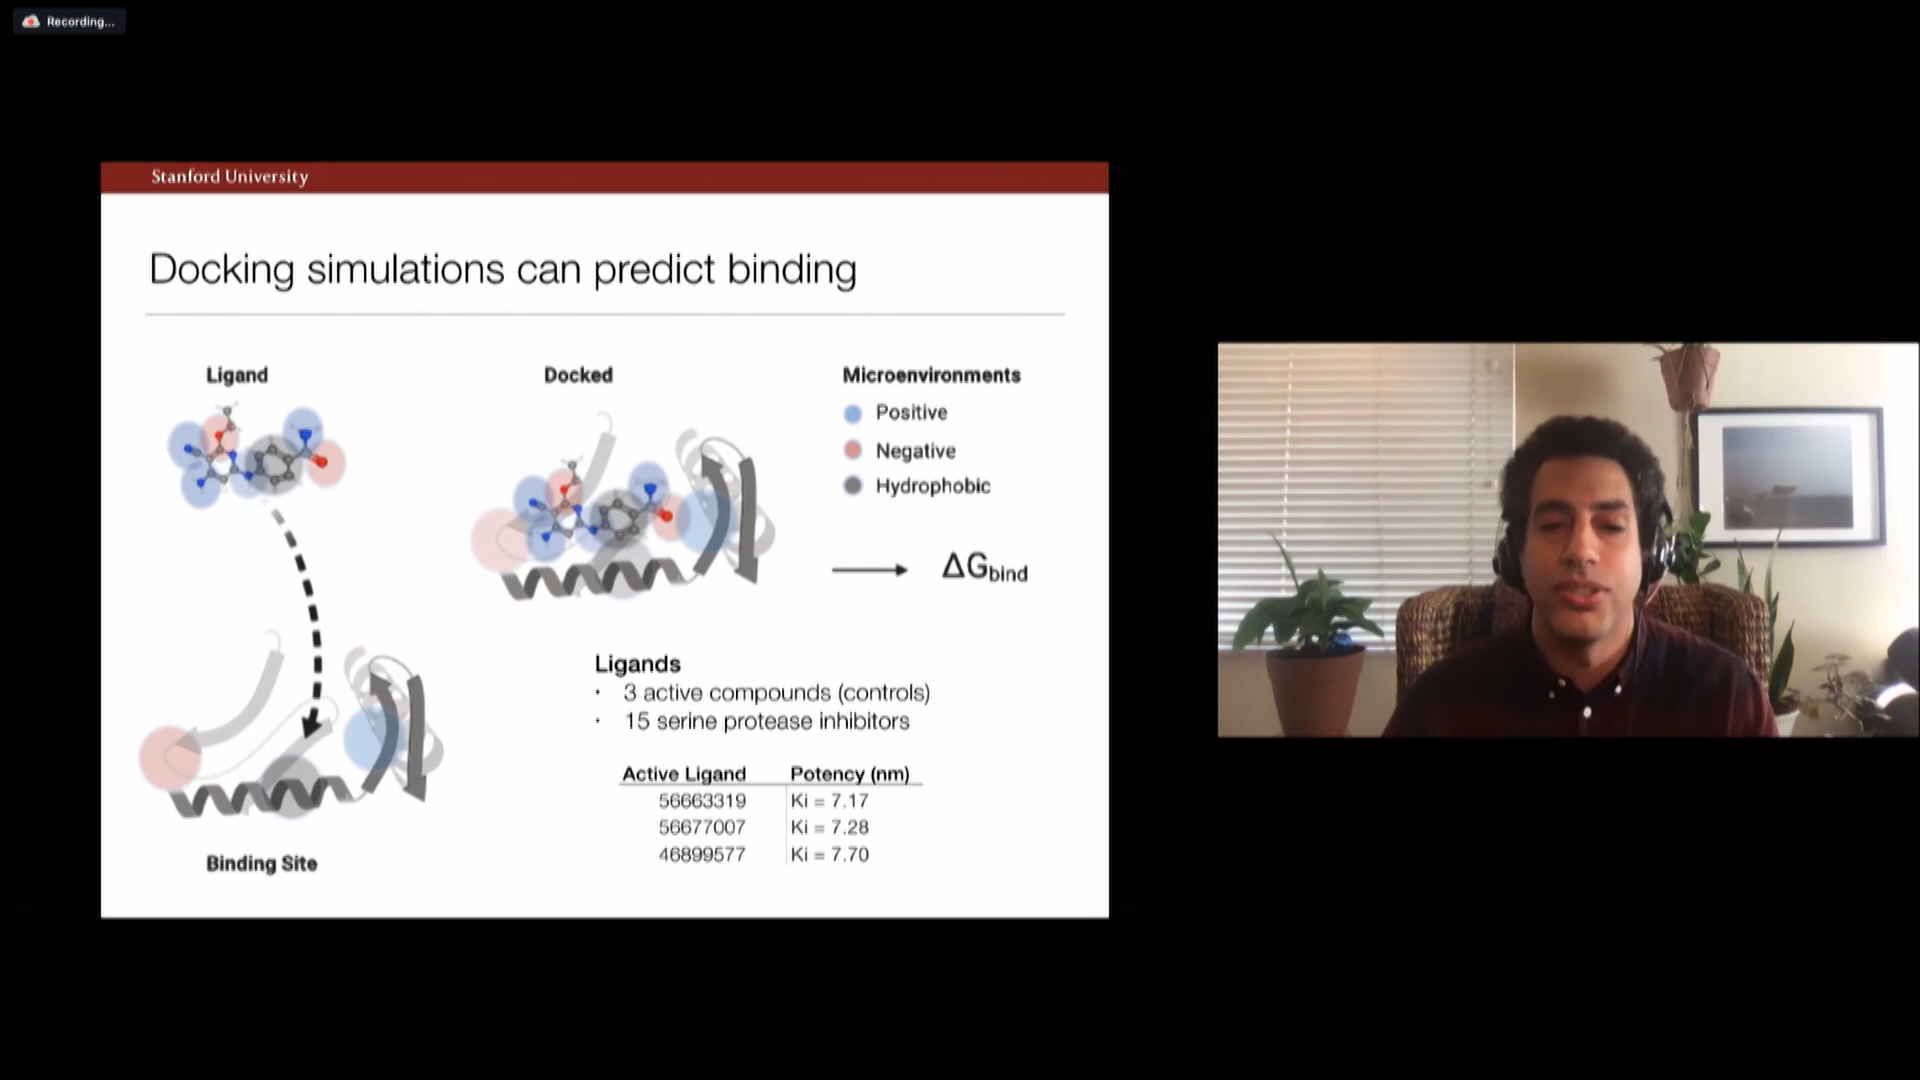 Recording...
Stanford University
Docking simulations can predict binding
Ligand
Docked
Microenvironments
Positive
Negative
Hydrophobic
ΔGbind
Binding Site
Ligands
· 3 active compounds (controls)
· 15 serine protease inhibitors
Active Ligand Potency (nm)
56663319 Ki = 7.17
56677007 Ki = 7.28
46899577 Ki = 7.70